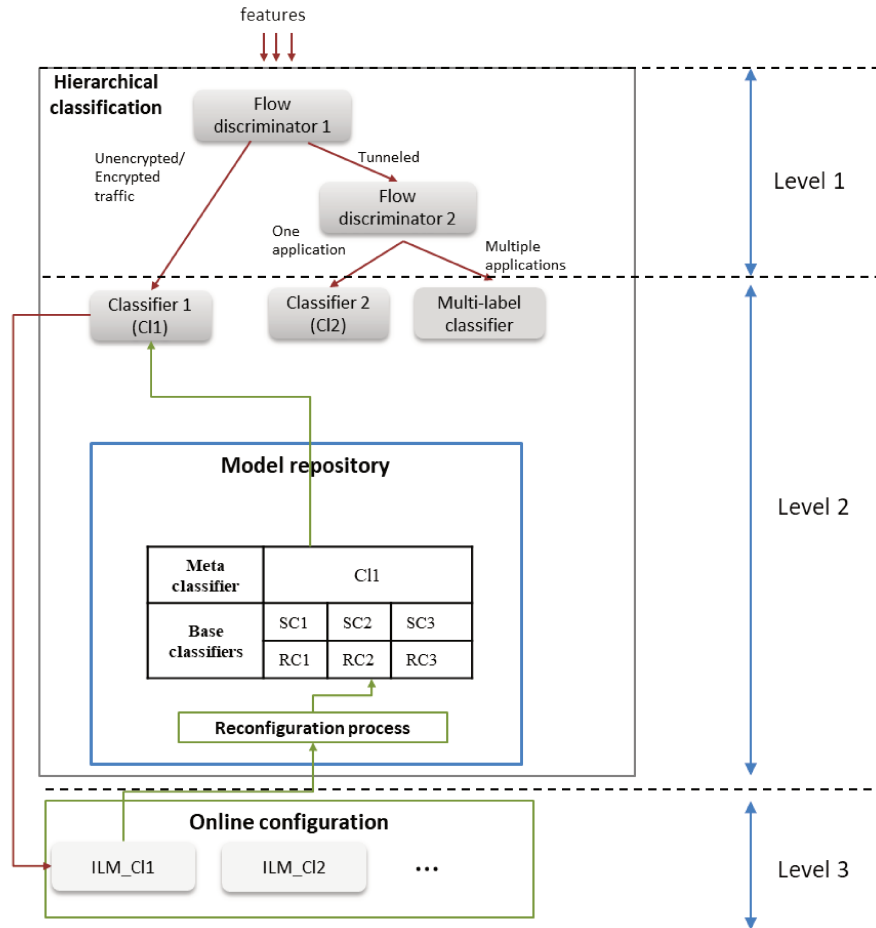 features
Hierarchical
classification
Flow
discriminator 1
Unencrypted/
Encrypted
traffic
Tunneled
Flow
discriminator 2
Level 1
One
application
Multiple
applications
Classifier 1
(Cl1)
Classifier 2
(Cl2)
Multi-label
classifier
Model repository
Level 2
Meta
classifier
Cl1
Base
classifiers
SC1 SC2 SC3
RC1 RC2 RC3
Reconfiguration process
Online configuration
ILM_Cl1 ILM_Cl2 ...
Level 3